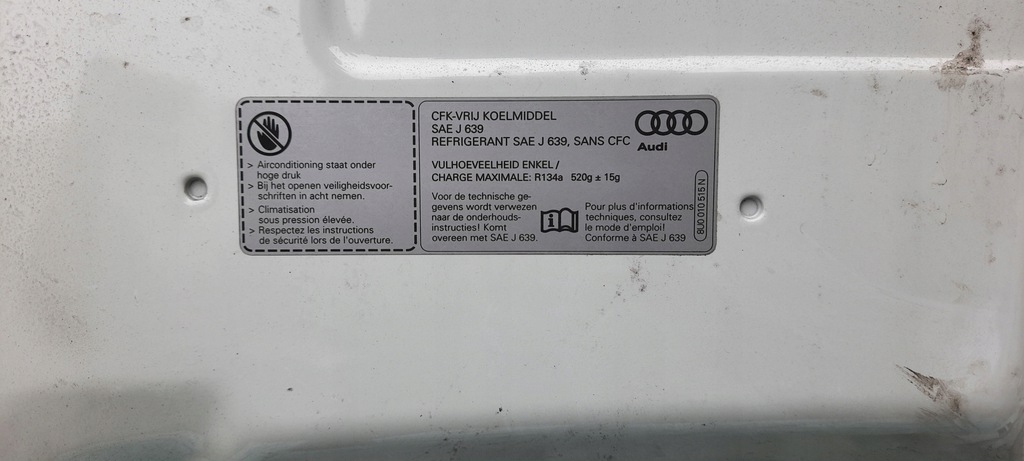 > Airconditioning staat onder
hoge druk
> Bij het openen veiligheidsvoor-
schriften in acht nemen.
> Climatisation
sous pression élevée.
> Respectez les instructions
de sécurité lors de l'ouverture.
CFK-VRIJ KOELMIDDEL
SAE J 639
REFRIGERANT SAE J 639, SANS CFC
Audi
VULHOEVEELHEID ENKEL /
CHARGE MAXIMALE: R134a 520g ± 15g
Voor de technische ge-
gevens wordt verwezen
naar de onderhouds-
instructies! Komt
overeen met SAE J 639.
Pour plus d'informations
techniques, consultez
le mode d'emploi!
Conforme à SAE J 639
8U0 010 515 N